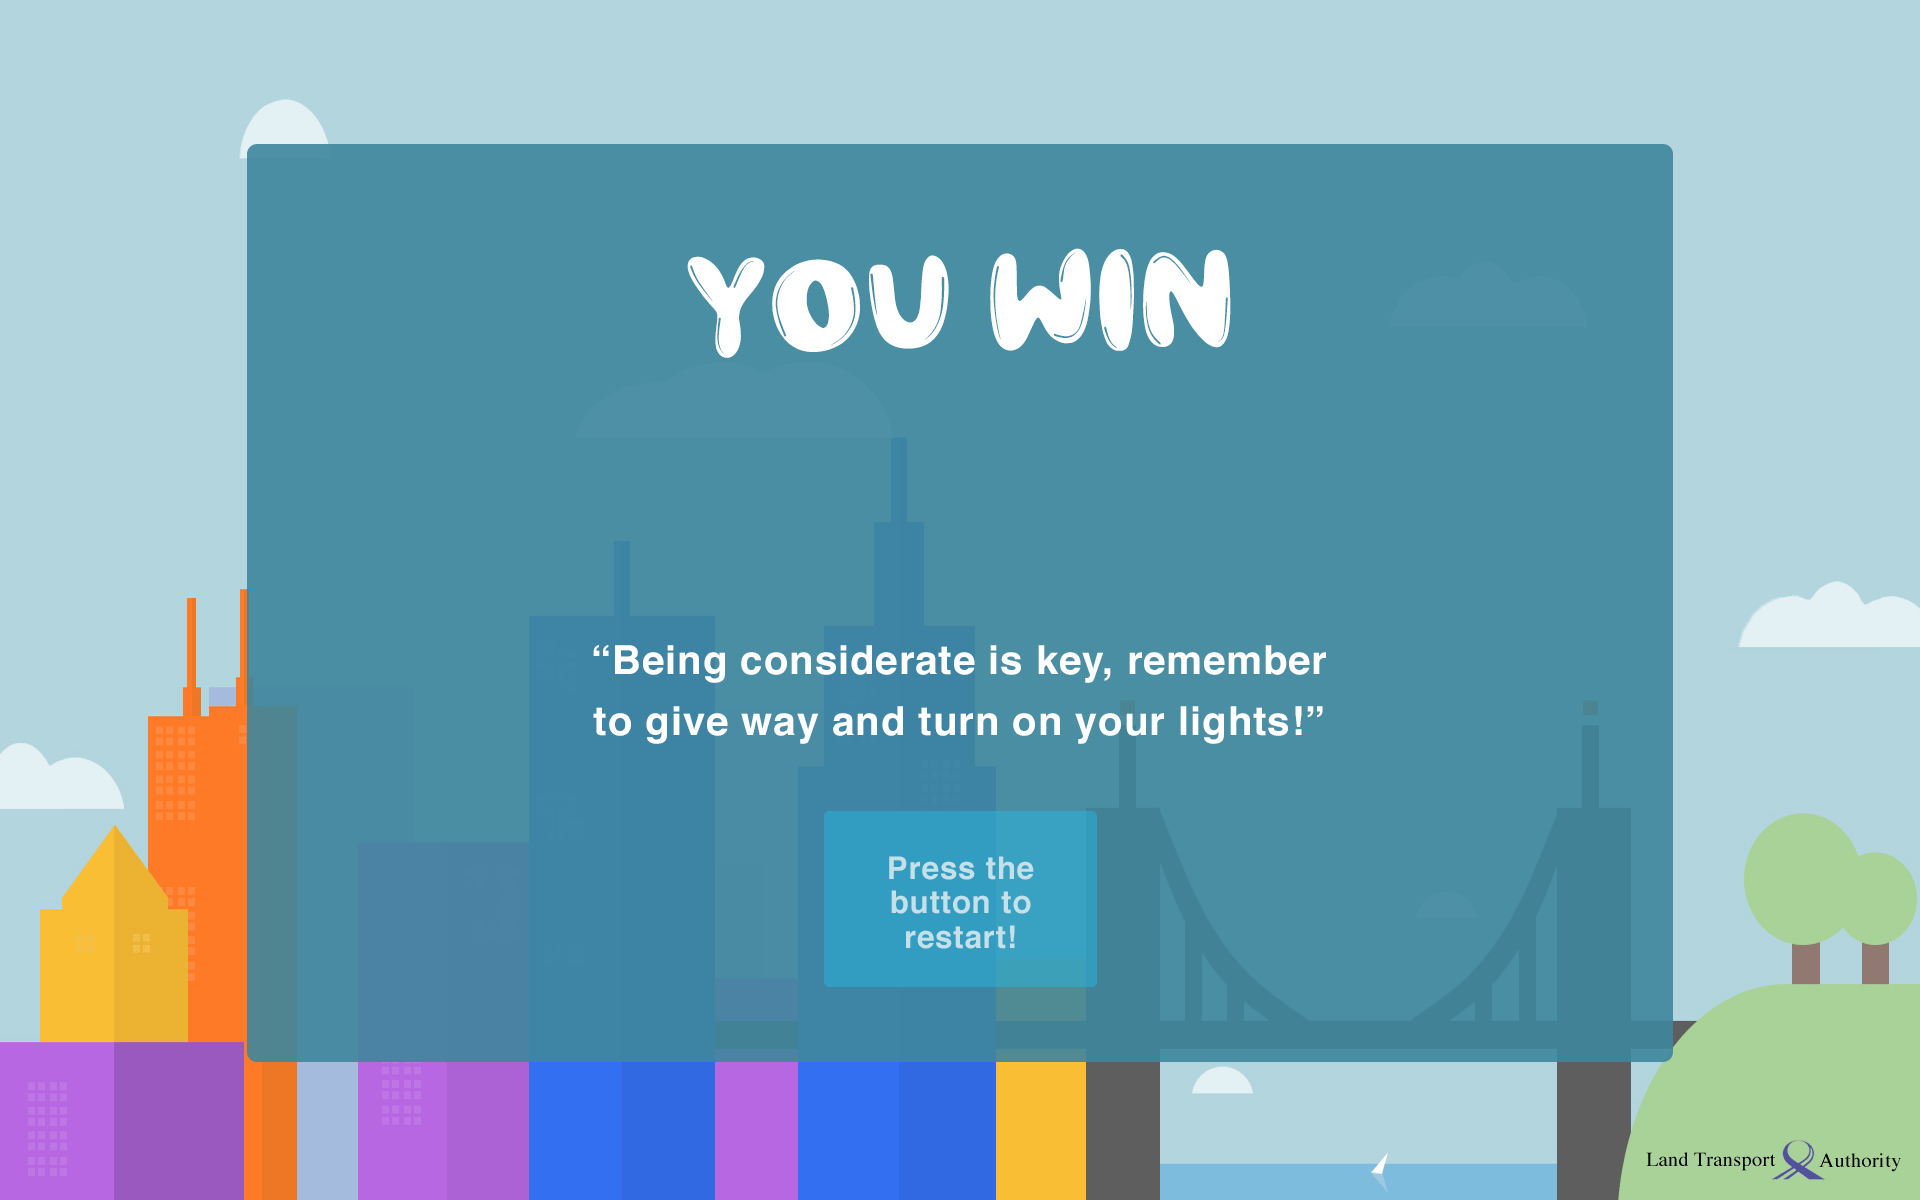 YOU WIN
“Being considerate is key, remember
to give way and turn on your lights!”
Press the
button to
restart!
Land Transport Authority